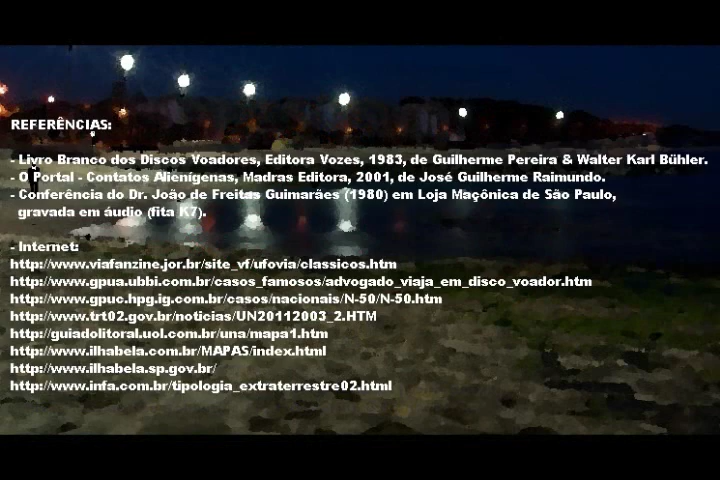 REFERÊNCIAS:
- Livro Branco dos Discos Voadores, Editora Vozes, 1983, de Guilherme Pereira & Walter Karl Bühler.
- O Portal - Contatos Alienígenas, Madras Editora, 2001, de José Guilherme Raimundo.
- Conferência do Dr. João de Freitas Guimarães (1980) em Loja Maçônica de São Paulo,
gravada em áudio (fita K7).
- Internet:
http://www.viafanzine.jor.br/site_vf/ufovia/classicos.htm
http://www.gpua.ubbi.com.br/casos_famosos/advogado_viaja_em_disco_voador.htm
http://www.gpuc.hpg.ig.com.br/casos/nacionais/N-50/N-50.htm
http://www.trt02.gov.br/noticias/UN20112003_2.HTM
http://guiadolitoral.uol.com.br/una/mapa1.htm
http://www.ilhabela.com.br/MAPAS/index.html
http://www.ilhabela.sp.gov.br/
http://www.infa.com.br/tipologia_extraterrestre02.html